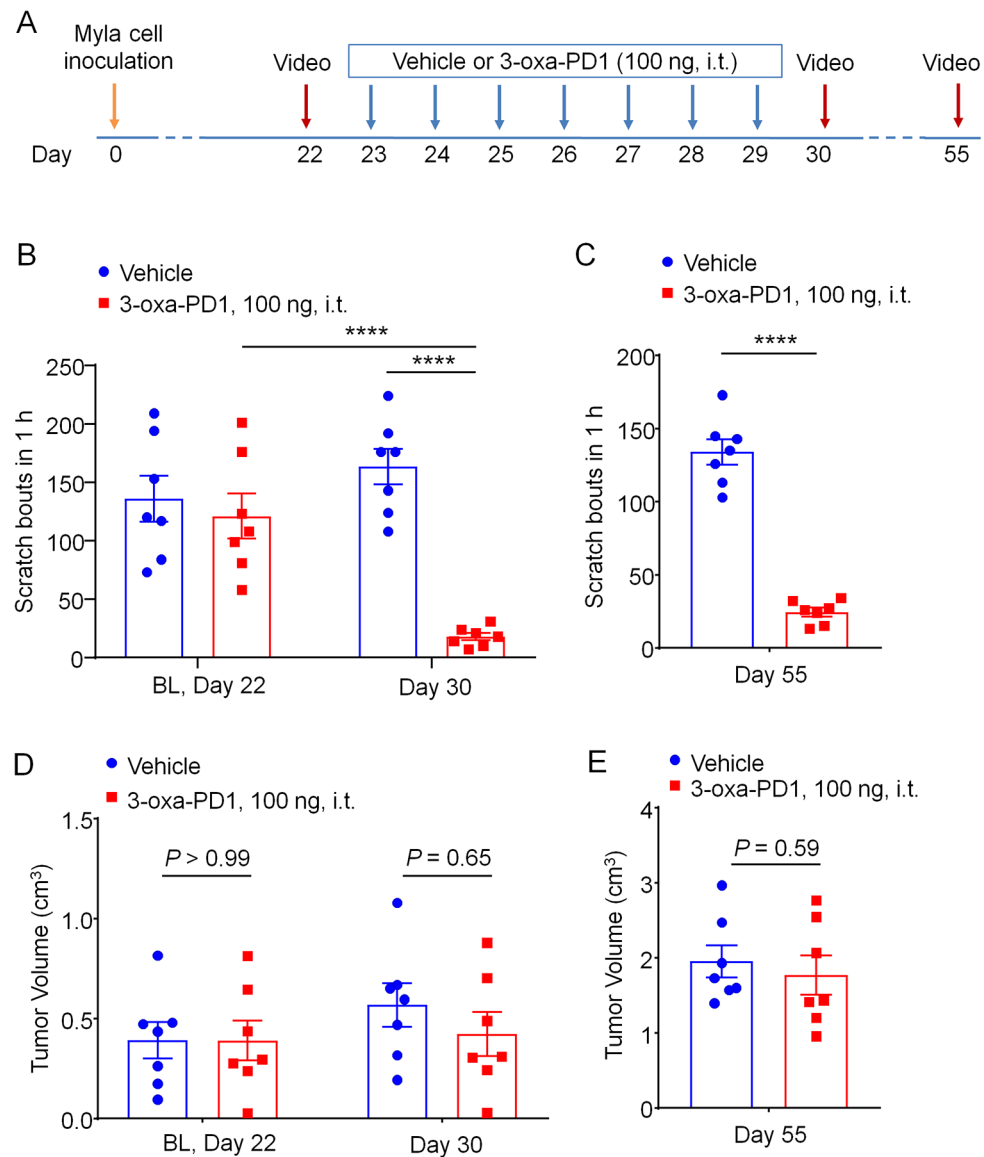 A
Myla cell
inoculation
Video
Vehicle or 3-oxa-PD1 (100 ng, i.t.)
Video
Video
Day 0 22 23 24 25 26 27 28 29 30 55
B
Vehicle
3-oxa-PD1, 100 ng, i.t.
****
****
Scratch bouts in 1 h
250
200
150
100
50
0
BL, Day 22
Day 30
C
Vehicle
3-oxa-PD1, 100 ng, i.t.
****
Scratch bouts in 1 h
200
150
100
50
0
Day 55
D
Vehicle
3-oxa-PD1, 100 ng, i.t.
P > 0.99
P = 0.65
Tumor Volume (cm³)
1.5
1.0
0.5
0.0
BL, Day 22
Day 30
E
Vehicle
3-oxa-PD1, 100 ng, i.t.
P = 0.59
Tumor Volume (cm³)
4
3
2
1
0
Day 55